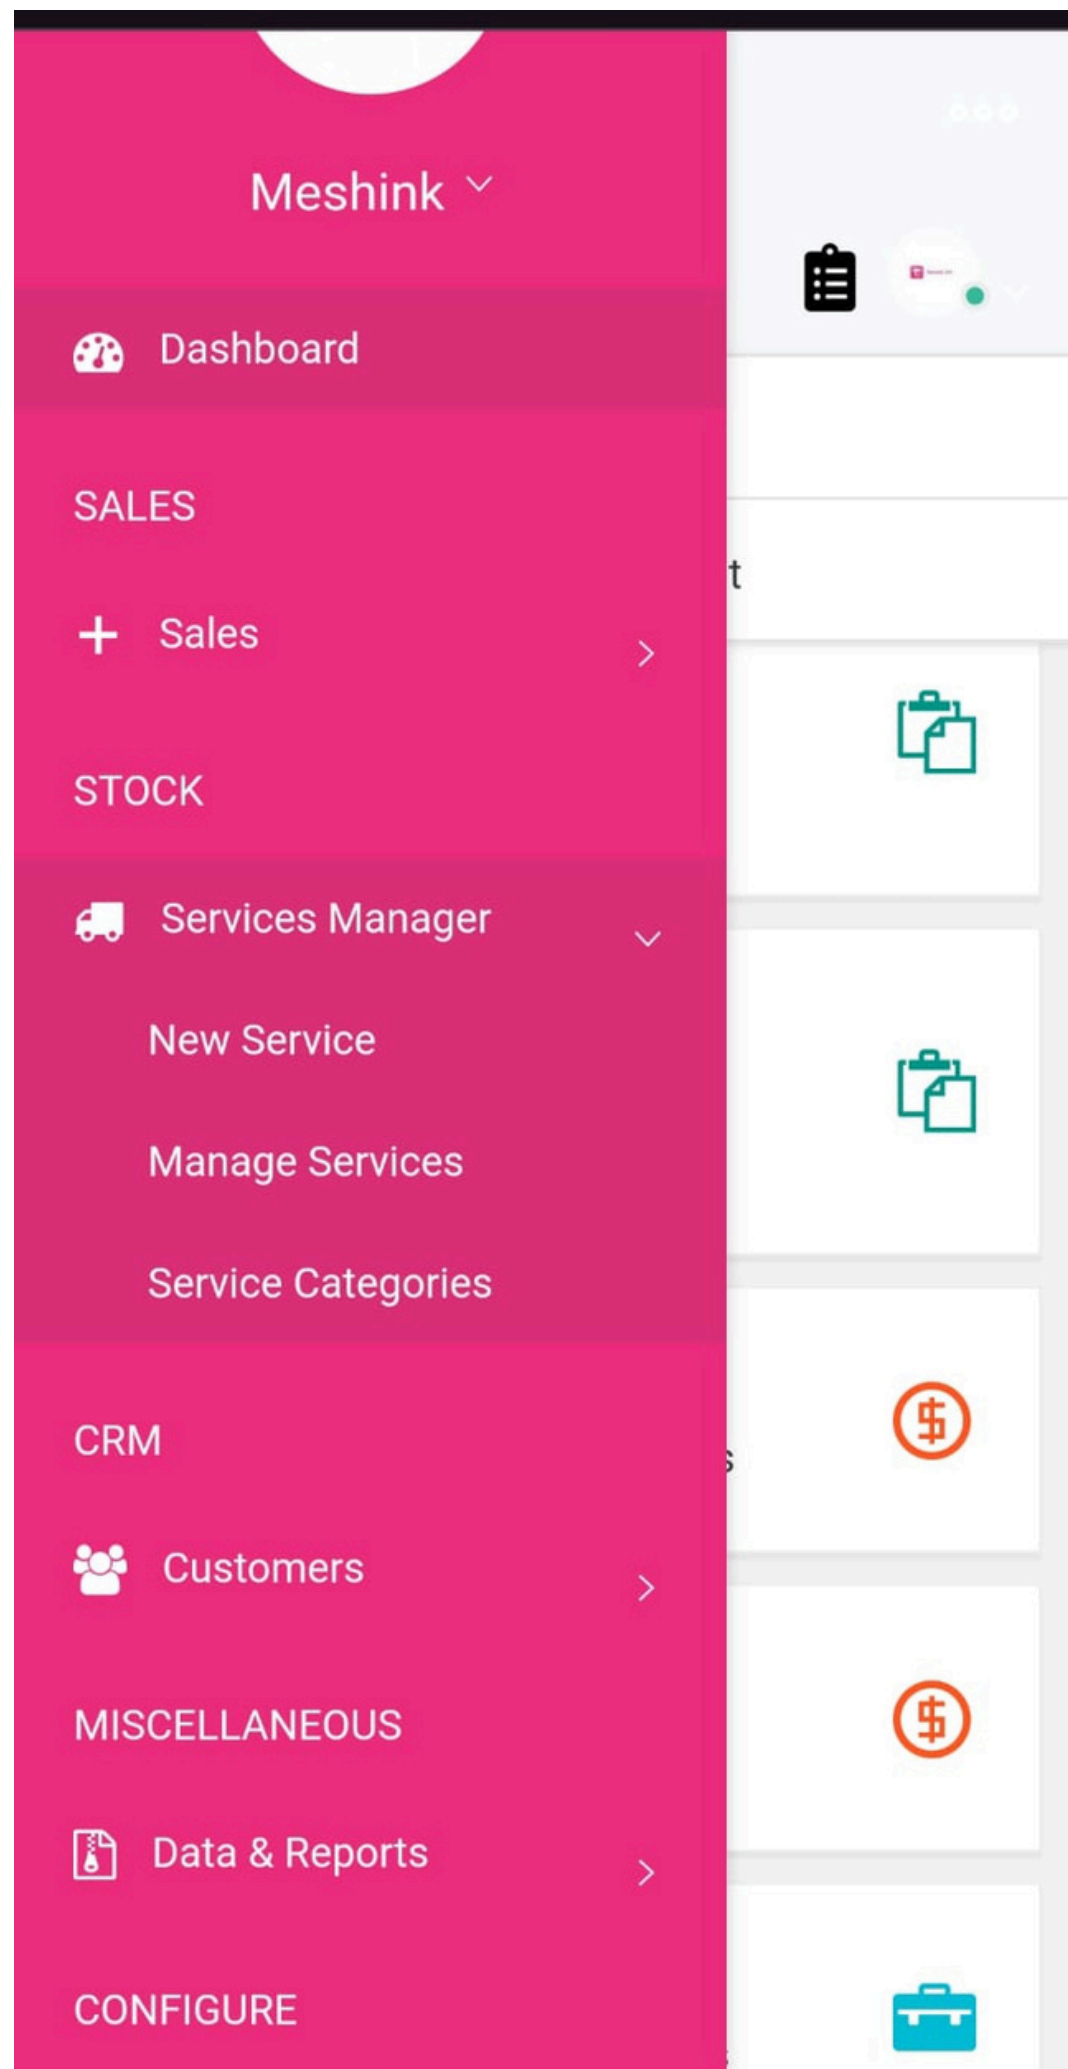 Meshink
Dashboard
SALES
Sales
t
STOCK
Services Manager
New Service
Manage Services
Service Categories
CRM
s
Customers
MISCELLANEOUS
Data & Reports
CONFIGURE